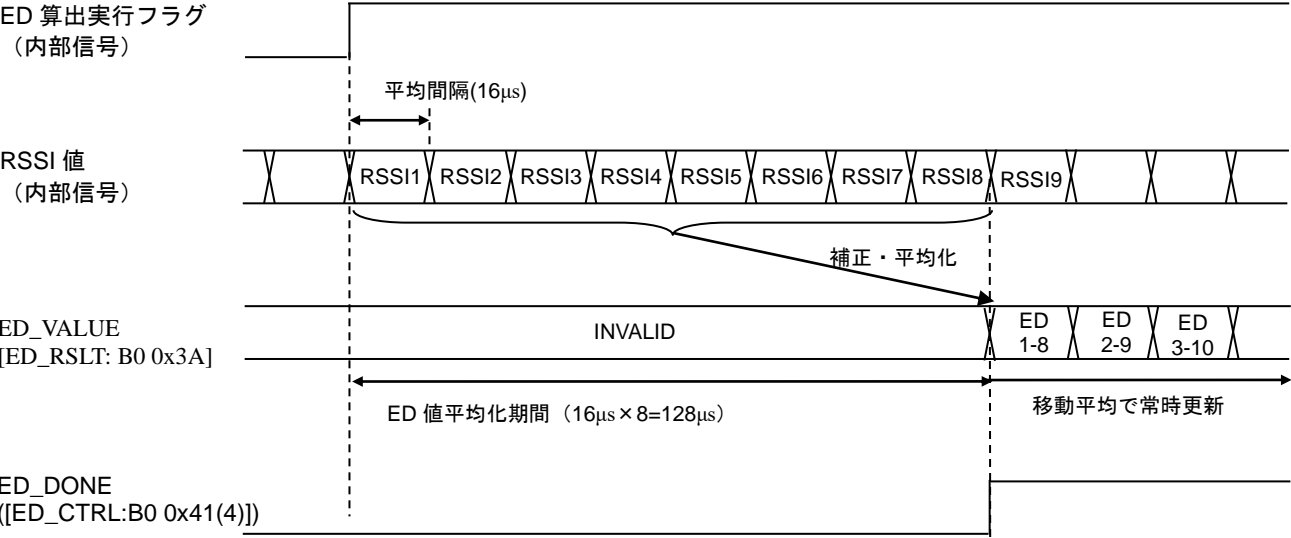 ED 算出実行フラグ
（内部信号）
平均間隔(16μs)
RSSI 値
（内部信号）
RSSI1 RSSI2 RSSI3 RSSI4 RSSI5 RSSI6 RSSI7 RSSI8 RSSI9
補正・平均化
ED_VALUE
[ED_RSLT: B0 0x3A]
INVALID
ED
1-8
ED
2-9
ED
3-10
ED 値平均化期間（16μs×8=128μs）
移動平均で常時更新
ED_DONE
([ED_CTRL:B0 0x41(4)])